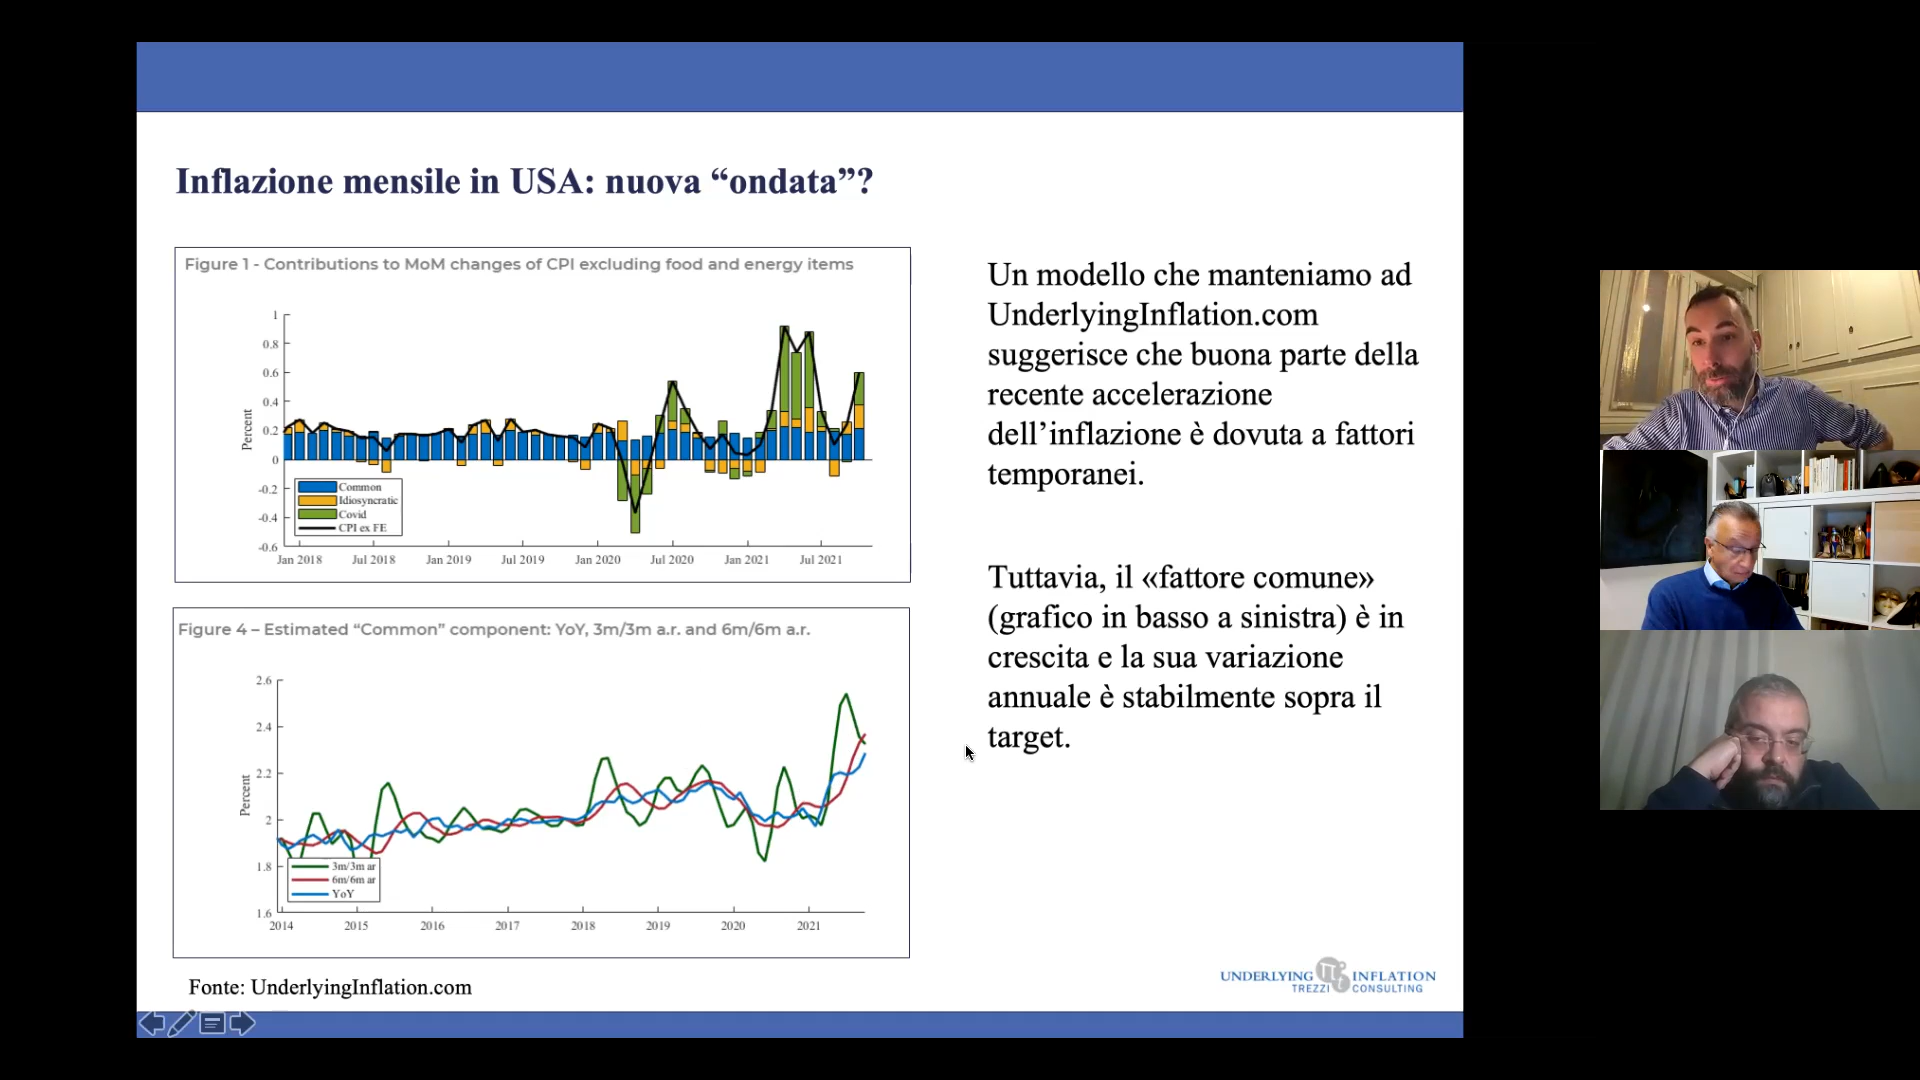 Inflazione mensile in USA: nuova “ondata”?
Figure 1 - Contributions to MoM changes of CPI excluding food and energy items
Percent
1
0.8
0.6
0.4
0.2
0
-0.2
-0.4
-0.6
Common
Idiosyncratic
Covid
CPI ex FE
Jan 2018
Jul 2018
Jan 2019
Jul 2019
Jan 2020
Jul 2020
Jan 2021
Jul 2021
Figure 4 – Estimated “Common” component: YoY, 3m/3m a.r. and 6m/6m a.r.
Percent
2.6
2.4
2.2
2
1.8
1.6
3m/3m ar
6m/6m ar
YoY
2014
2015
2016
2017
2018
2019
2020
2021
Fonte: UnderlyingInflation.com
Un modello che manteniamo ad
UnderlyingInflation.com
suggerisce che buona parte della
recente accelerazione
dell’inflazione è dovuta a fattori
temporanei.
Tuttavia, il «fattore comune»
(grafico in basso a sinistra) è in
crescita e la sua variazione
annuale è stabilmente sopra il
target.
UNDERLYING INFLATION
TREZZI CONSULTING